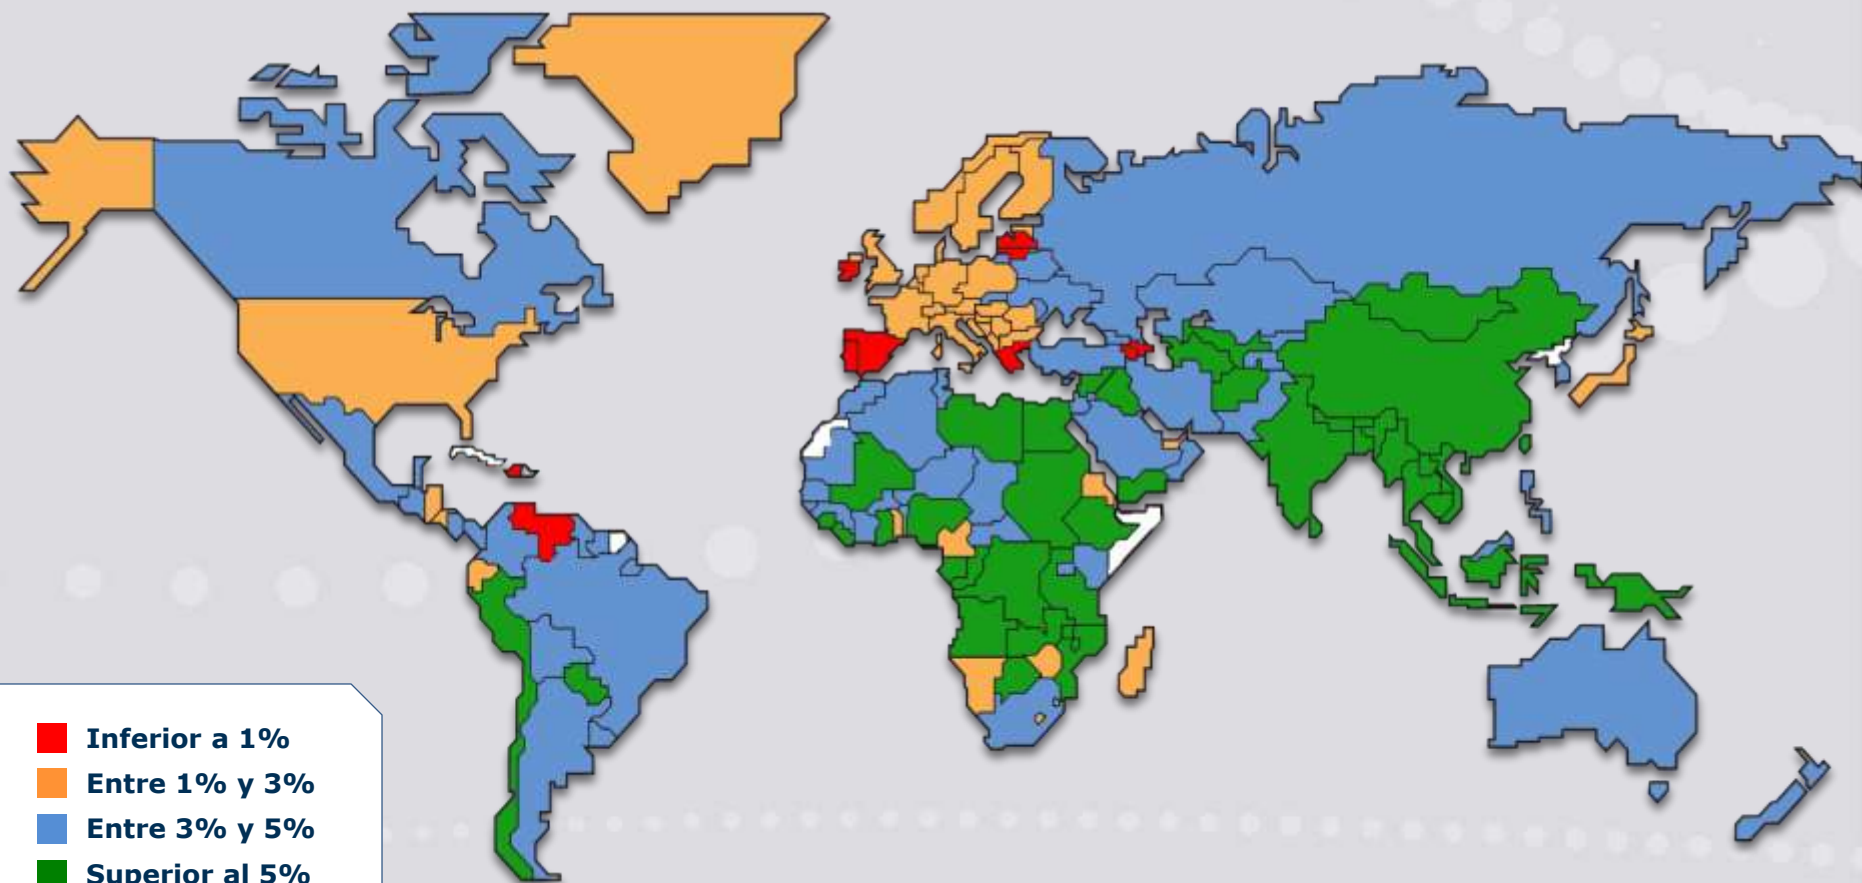 Inferior a 1%
Entre 1% y 3%
Entre 3% y 5%
Superior al 5%